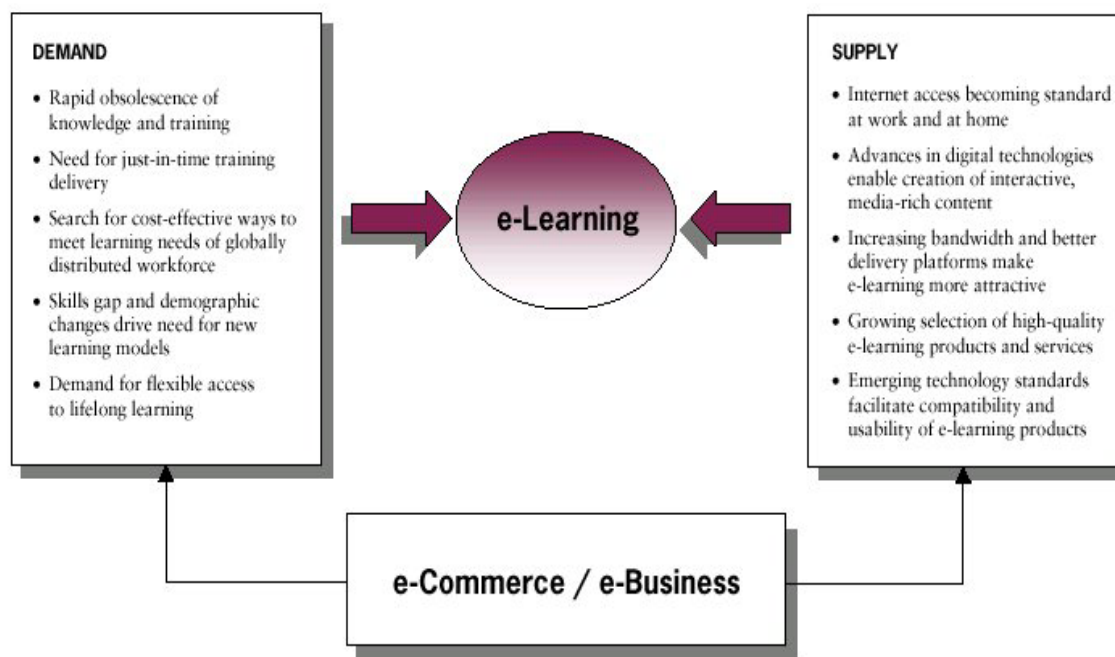 DEMAND
• Rapid obsolescence of
knowledge and training
• Need for just-in-time training
delivery
• Search for cost-effective ways to
meet learning needs of globally
distributed workforce
• Skills gap and demographic
changes drive need for new
learning models
• Demand for flexible access
to lifelong learning
e-Learning
SUPPLY
• Internet access becoming standard
at work and at home
• Advances in digital technologies
enable creation of interactive,
media-rich content
• Increasing bandwidth and better
delivery platforms make
e-learning more attractive
• Growing selection of high-quality
e-learning products and services
• Emerging technology standards
facilitate compatibility and
usability of e-learning products
e-Commerce / e-Business